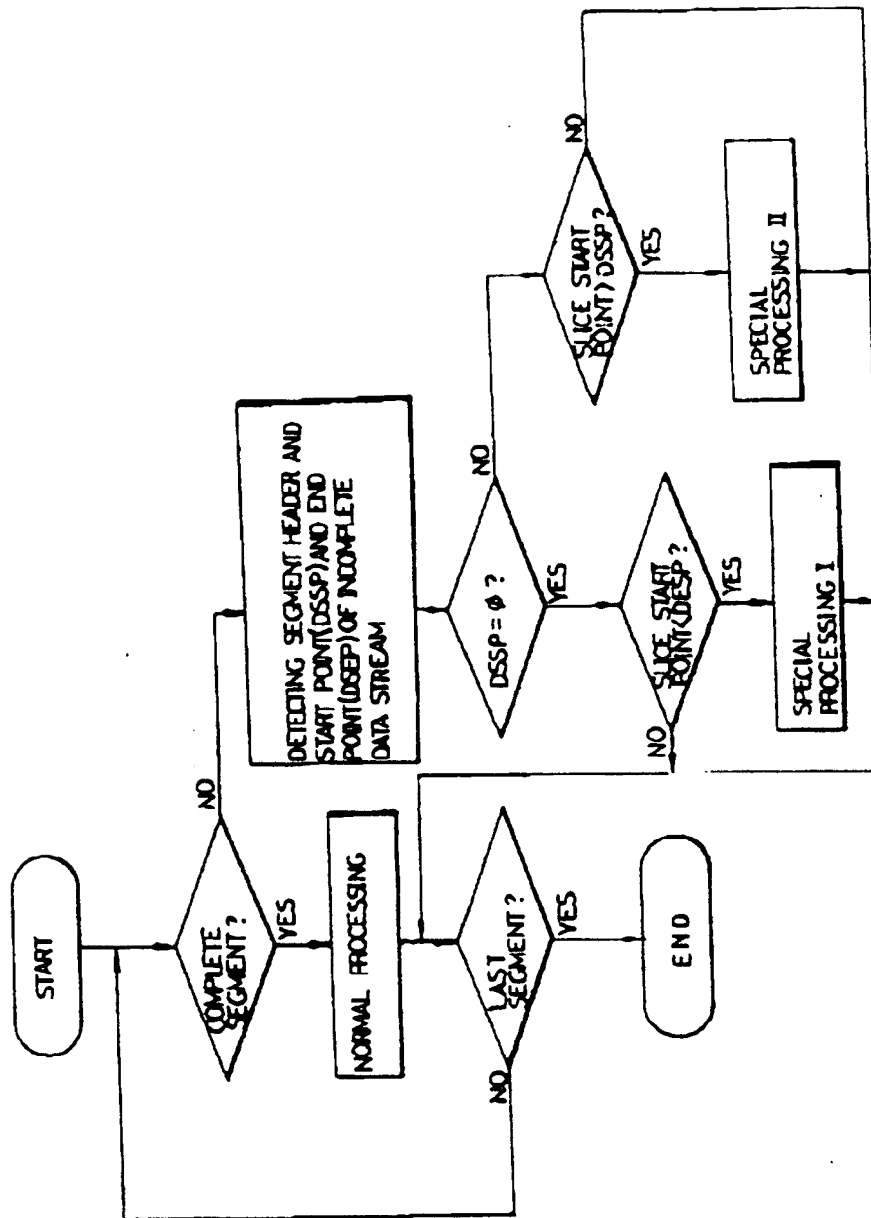 START
COMPLETE
SEGMENT?
NO
YES
NORMAL PROCESSING
LAST
SEGMENT?
NO
YES
END
DETECTING SEGMENT HEADER AND
START POINT(DSSP) AND END
POINT(DSEP) OF INCOMPLETE
DATA STREAM
DSSP=ø?
NO
YES
SLICE START
POINT<DESP?
NO
YES
SPECIAL
PROCESSING I
SLICE START
POINT〉DSSP?
NO
YES
SPECIAL
PROCESSING II